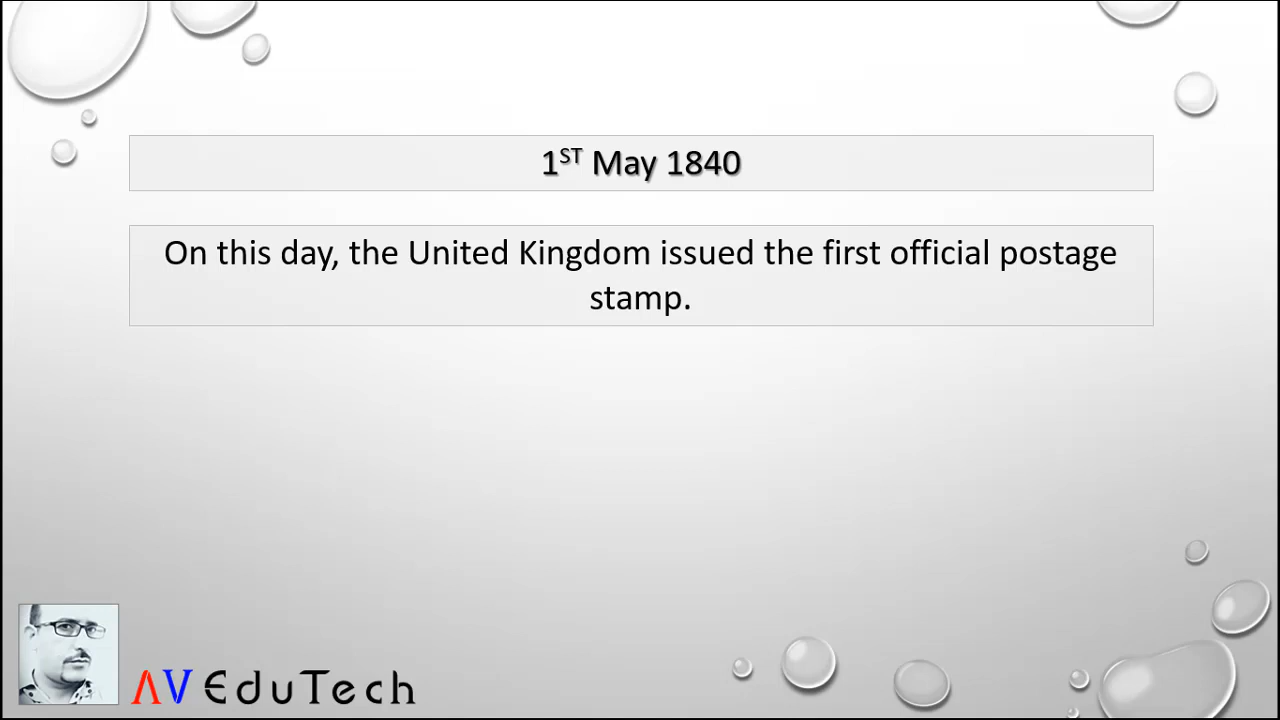 1ST May 1840
On this day, the United Kingdom issued the first official postage
stamp.
AV EduTech